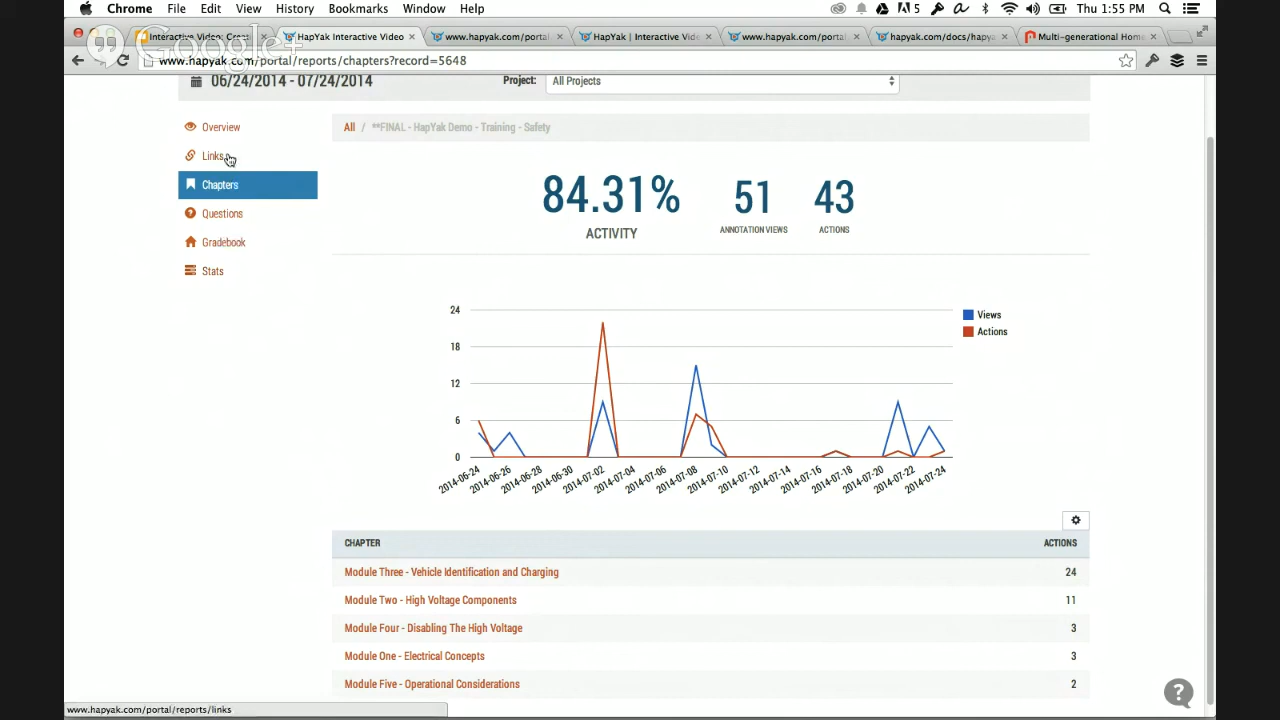 Chrome File Edit View History Bookmarks Window Help
5 Thu 1:55 PM
Interactive Video: Creat
HapYak Interactive Video
www.hapyak.com/portal
HapYak | Interactive Vide
www.hapyak.com/portal
hapyak.com/docs/hapya
Multi-generational Home
Google+
www.hapyak.com/portal/reports/chapters?record=5648
06/24/2014 - 07/24/2014
Project: All Projects
Overview
Links
Chapters
Questions
Gradebook
Stats
All / **FINAL - HapYak Demo - Training - Safety
84.31% 51 43
ACTIVITY ANNOTATION VIEWS ACTIONS
24
18
12
6
0
Views
Actions
2014-06-24 2014-06-26 2014-06-28 2014-06-30 2014-07-02 2014-07-04 2014-07-06 2014-07-08 2014-07-10 2014-07-12 2014-07-14 2014-07-16 2014-07-18 2014-07-20 2014-07-22 2014-07-24
CHAPTER ACTIONS
Module Three - Vehicle Identification and Charging 24
Module Two - High Voltage Components 11
Module Four - Disabling The High Voltage 3
Module One - Electrical Concepts 3
Module Five - Operational Considerations 2
www.hapyak.com/portal/reports/links
?